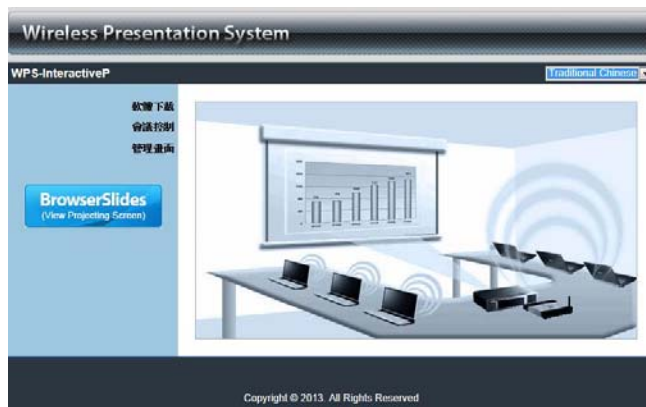 Wireless Presentation System
WPS-InteractiveP
Traditional Chinese
軟體下載
會議控制
管理畫面
BrowserSlides
(View Projecting Screen)
Copyright © 2013. All Rights Reserved